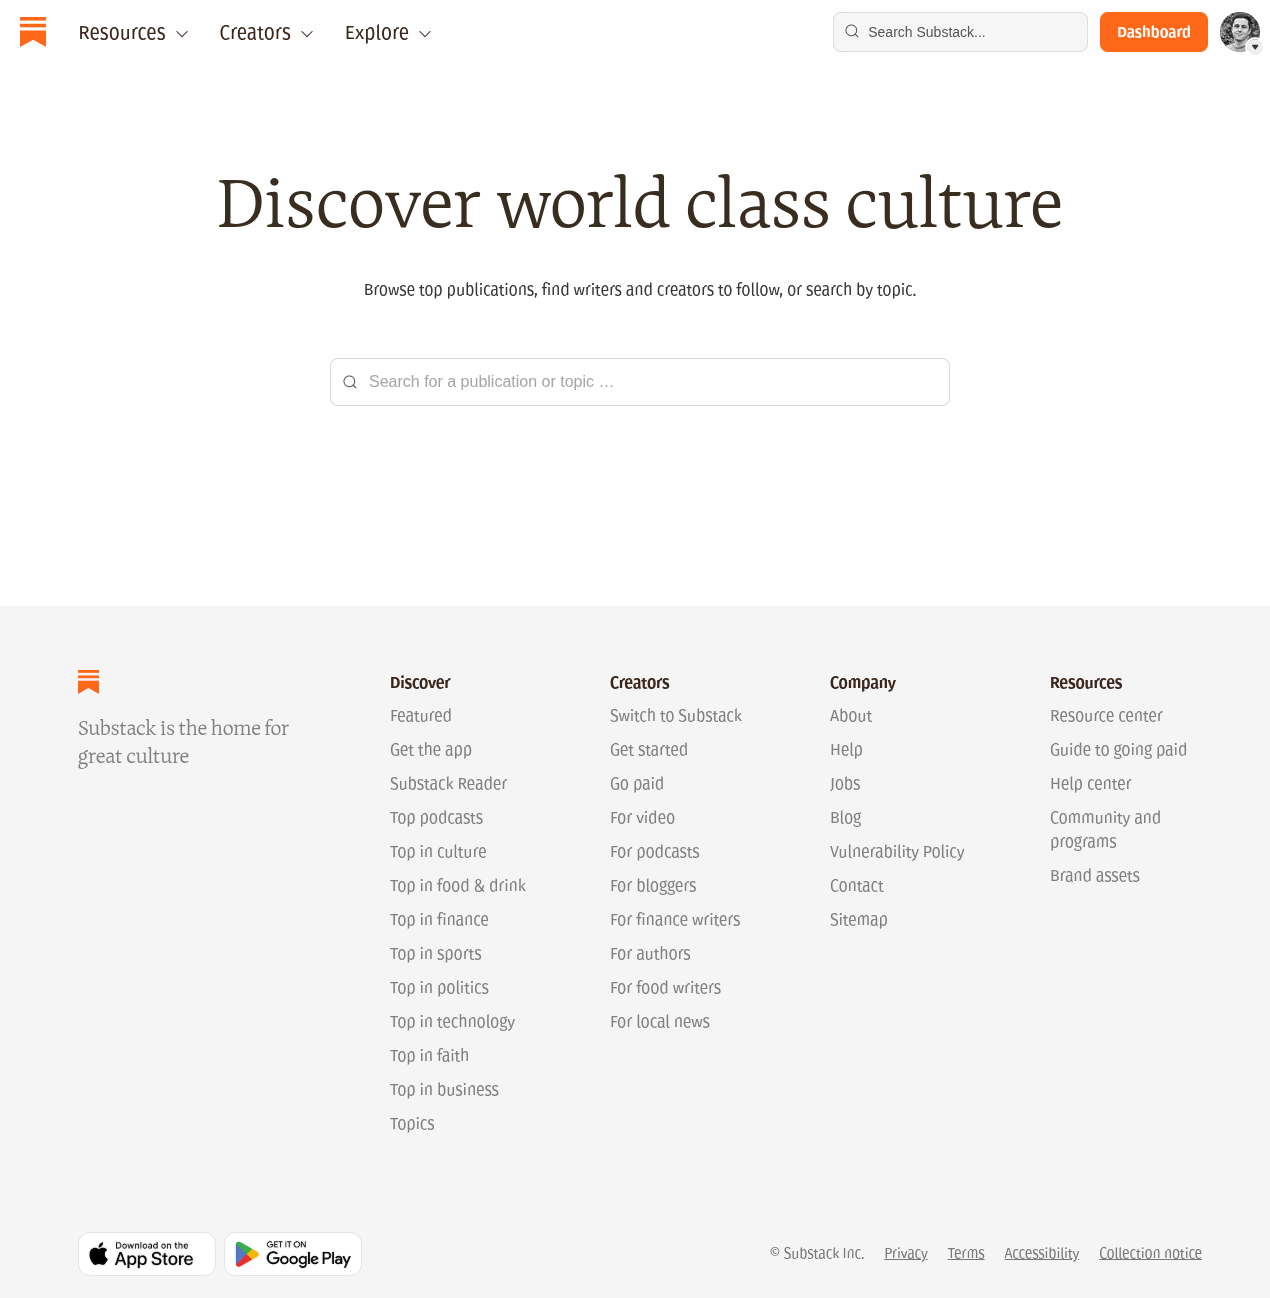 Resources
Creators
Explore
Search Substack...
Dashboard
Discover world class culture
Browse top publications, find writers and creators to follow, or search by topic.
Search for a publication or topic …
Substack is the home for
great culture
Discover
Featured
Get the app
Substack Reader
Top podcasts
Top in culture
Top in food & drink
Top in finance
Top in sports
Top in politics
Top in technology
Top in faith
Top in business
Topics
Creators
Switch to Substack
Get started
Go paid
For video
For podcasts
For bloggers
For finance writers
For authors
For food writers
For local news
Company
About
Help
Jobs
Blog
Vulnerability Policy
Contact
Sitemap
Resources
Resource center
Guide to going paid
Help center
Community and
programs
Brand assets
Download on the
App Store
GET IT ON
Google Play
© Substack Inc.
Privacy
Terms
Accessibility
Collection notice